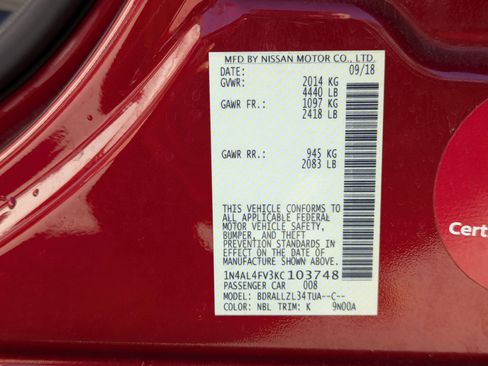 MFD BY NISSAN MOTOR CO., LTD.
DATE: 09/18
GVWR: 2014 KG
4440 LB
GAWR FR.: 1097 KG
2418 LB
GAWR RR.: 945 KG
2083 LB
THIS VEHICLE CONFORMS TO
ALL APPLICABLE FEDERAL
MOTOR VEHICLE SAFETY,
BUMPER, AND THEFT
PREVENTION STANDARDS IN
EFFECT ON THE DATE OF
MANUFACTURE SHOWN ABOVE.
1N4AL4FV3KC103748
PASSENGER CAR 008
MODEL: BDRALLZL34TUA--C--
COLOR: NBL TRIM: K 9N00A
Certi